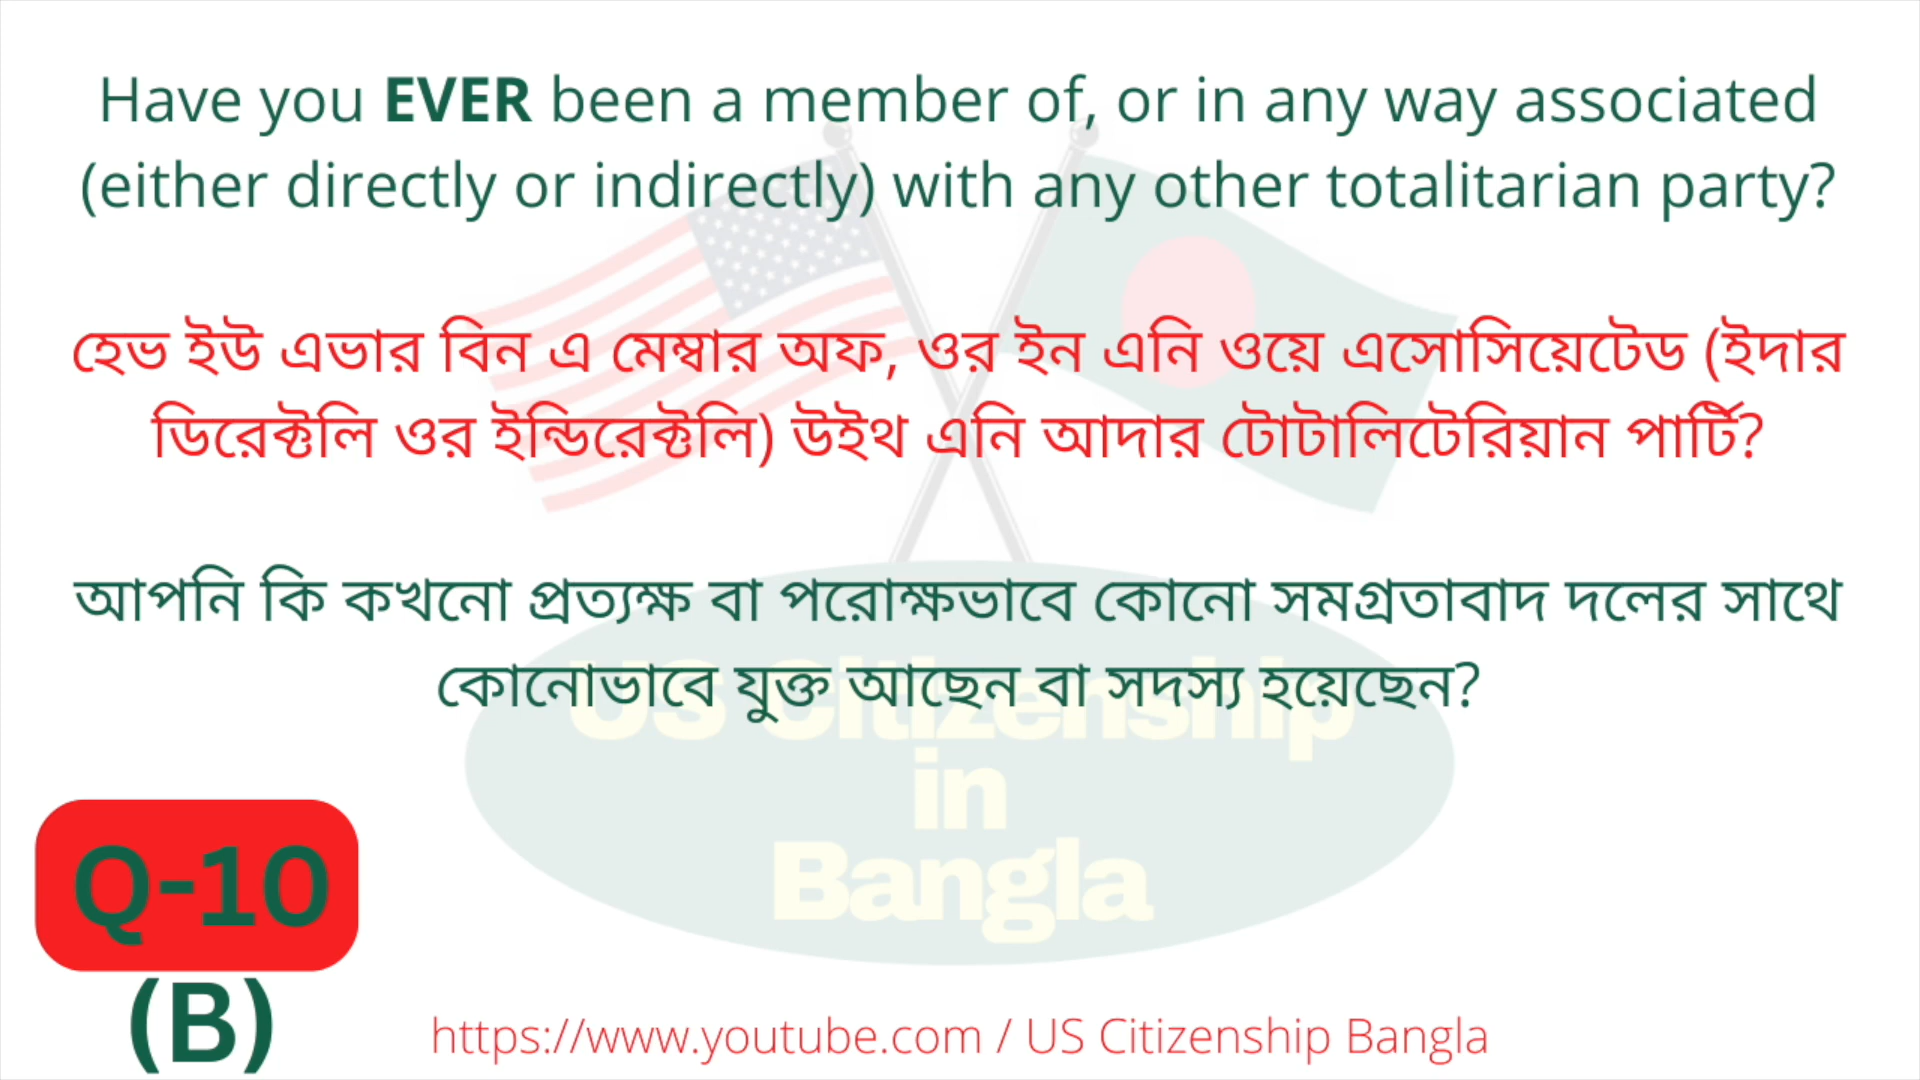 Have you EVER been a member of, or in any way associated
(either directly or indirectly) with any other totalitarian party?
হেভ ইউ এভার বিন এ মেম্বার অফ, ওর ইন এনি ওয়ে এসোসিয়েটেড (ইদার
ডিরেক্টলি ওর ইন্ডিরেক্টলি) উইথ এনি আদার টোটালিটেরিয়ান পার্টি?
আপনি কি কখনো প্রত্যক্ষ বা পরোক্ষভাবে কোনো সমগ্রতাবাদ দলের সাথে
কোনোভাবে যুক্ত আছেন বা সদস্য হয়েছেন?
US Citizenship
in
Bangla
Q-10
(B)
https://www.youtube.com / US Citizenship Bangla